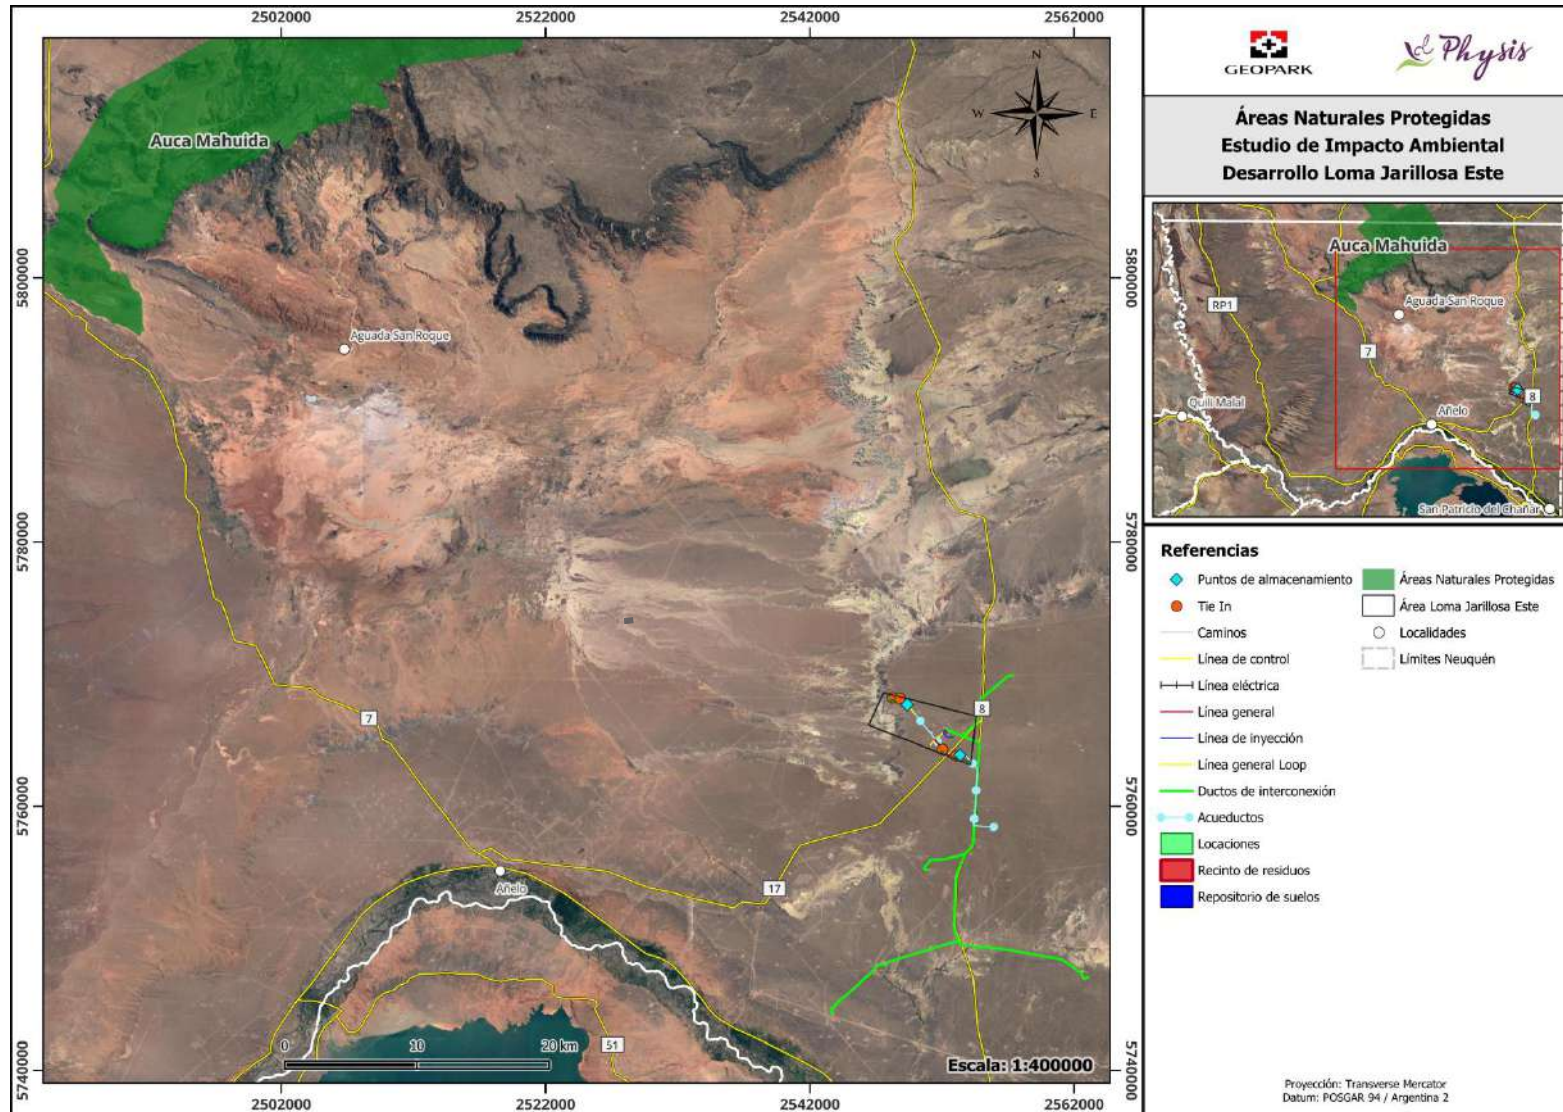 2502000
2522000
2542000
2562000
N
W
E
S
Auca Mahuida
5800000
5800000
Aguada San Roque
5780000
5780000
7
8
5760000
5760000
17
Añelo
51
0
10
20 km
Escala: 1:400000
5740000
5740000
2502000
2522000
2542000
2562000
GEOPARK
Physis
Áreas Naturales Protegidas
Estudio de Impacto Ambiental
Desarrollo Loma Jarillosa Este
Auca Mahuida
RP1
Aguada San Roque
7
8
Quili Malal
Añelo
San Patricio del Chañar
Referencias
Puntos de almacenamiento
Tie In
Caminos
Línea de control
Línea eléctrica
Línea general
Línea de inyección
Línea general Loop
Ductos de interconexión
Acueductos
Locaciones
Recinto de residuos
Repositorio de suelos
Áreas Naturales Protegidas
Área Loma Jarillosa Este
Localidades
Límites Neuquén
Proyección: Transverse Mercator
Datum: POSGAR 94 / Argentina 2